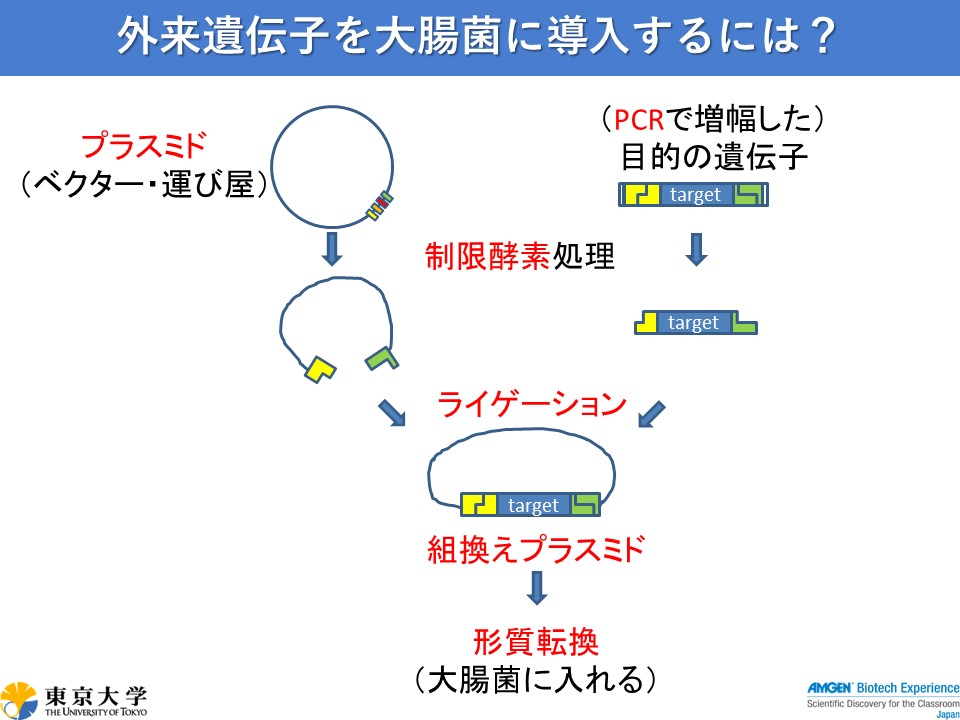 外来遺伝子を大腸菌に導入するには？
プラスミド
（ベクター・運び屋）
（PCRで増幅した）
目的の遺伝子
target
制限酵素処理
target
ライゲーション
target
組換えプラスミド
形質転換
（大腸菌に入れる）
東京大学
THE UNIVERSITY OF TOKYO
AMGEN® Biotech Experience
Scientific Discovery for the Classroom
Japan